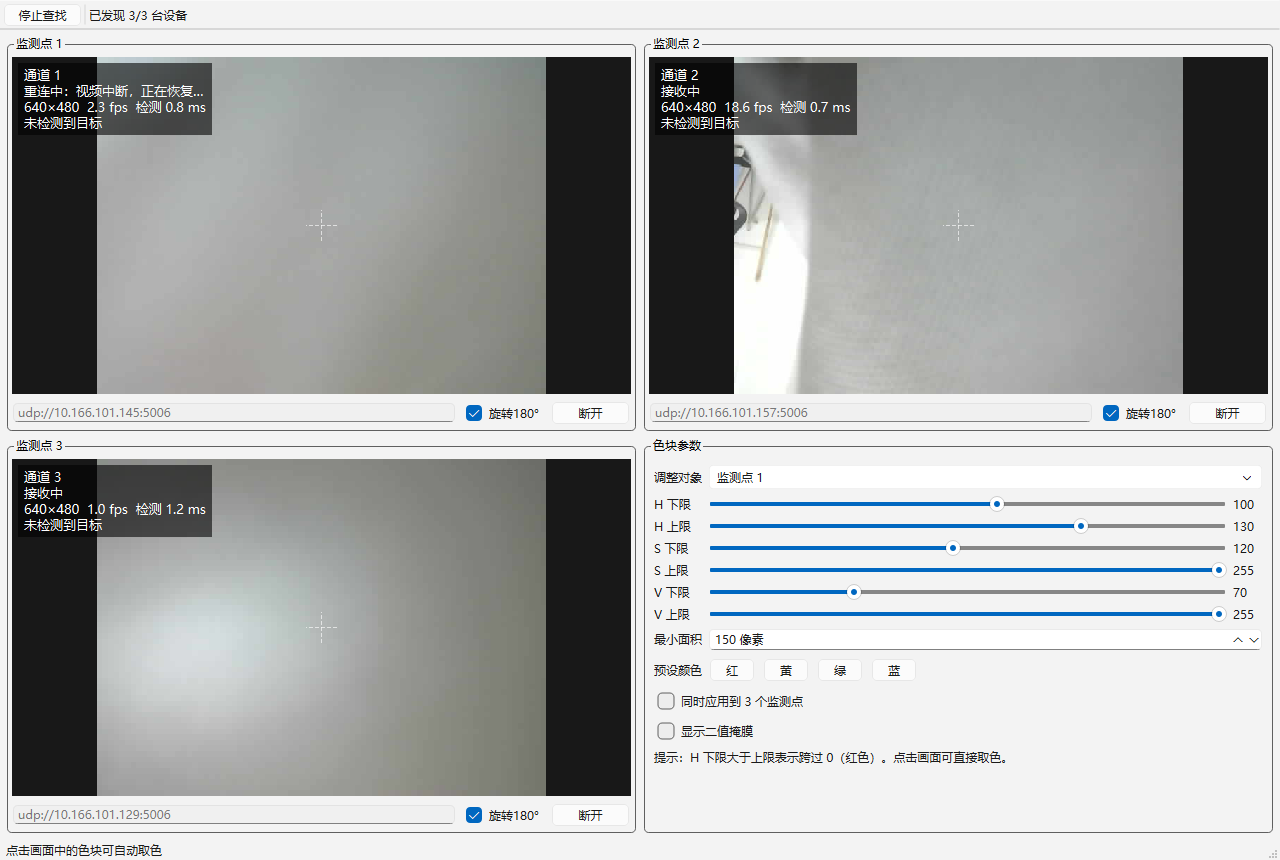 停止查找 已发现 3/3 台设备
监测点 1
通道 1
重连中：视频中断，正在恢复...
640×480 2.3 fps 检测 0.8 ms
未检测到目标
udp://10.166.101.145:5006 旋转180° 断开
监测点 2
通道 2
接收中
640×480 18.6 fps 检测 0.7 ms
未检测到目标
udp://10.166.101.157:5006 旋转180° 断开
监测点 3
通道 3
接收中
640×480 1.0 fps 检测 1.2 ms
未检测到目标
udp://10.166.101.129:5006 旋转180° 断开
色块参数
调整对象 监测点 1
H 下限 100
H 上限 130
S 下限 120
S 上限 255
V 下限 70
V 上限 255
最小面积 150 像素
预设颜色 红 黄 绿 蓝
同时应用到 3 个监测点
显示二值掩膜
提示：H 下限大于上限表示跨过 0（红色）。点击画面可直接取色。
点击画面中的色块可自动取色